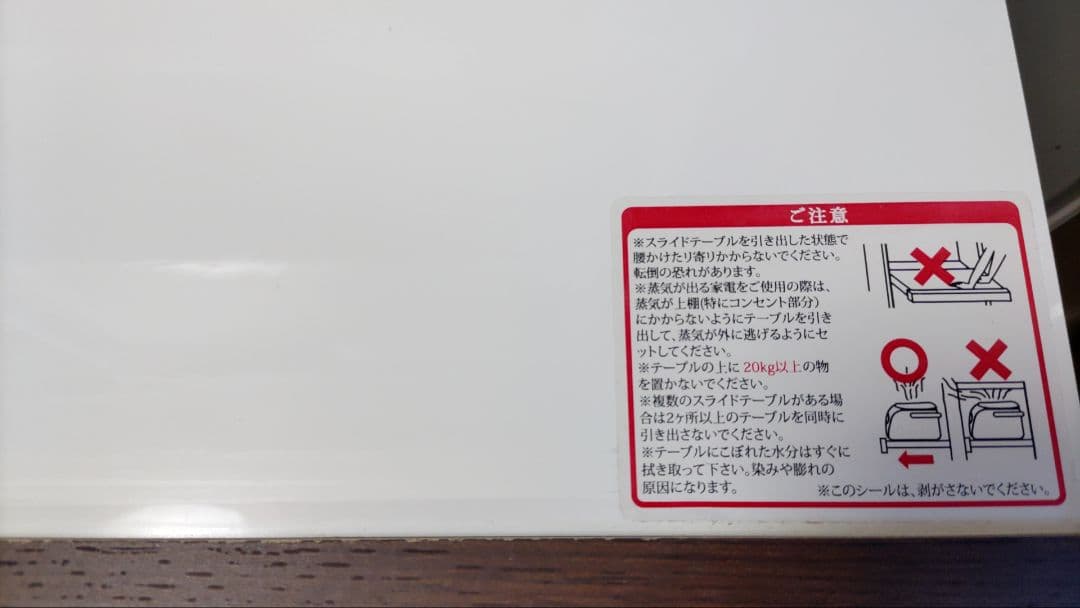 ご注意
※スライドテーブルを引き出した状態で
腰かけたり寄りかからないでください。
転倒の恐れがあります。
※蒸気が出る家電をご使用の際は、
蒸気が上棚(特にコンセント部分)
にかからないようにテーブルを引き
出して、蒸気が外に逃げるようにセ
ットしてください。
※テーブルの上に 20kg以上の物
を置かないでください。
※複数のスライドテーブルがある場
合は2ヶ所以上のテーブルを同時に
引き出さないでください。
※テーブルにこぼれた水分はすぐに
拭き取って下さい。染みや膨れの
原因になります。
※このシールは、剥がさないでください。